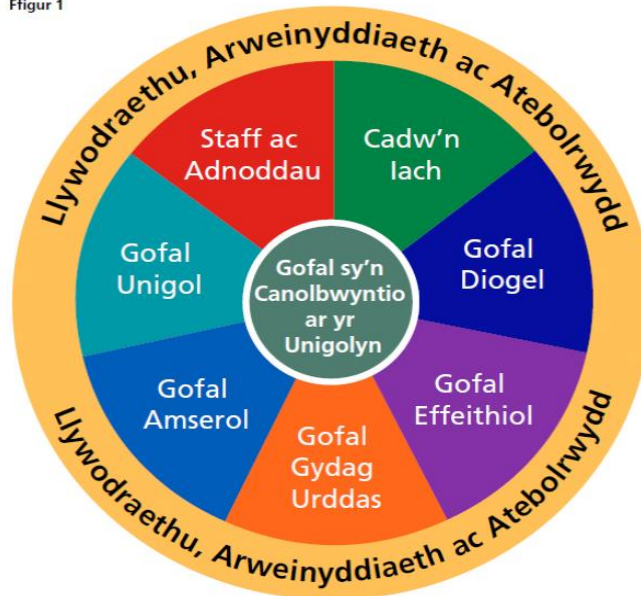 Ffigur 1
Llywodraethu, Arweinyddiaeth ac Atebolrwydd
Staff ac
Adnoddau
Cadw'n
Iach
Gofal
Unigol
Gofal
Diogel
Gofal sy'n
Canolbwyntio
ar yr
Unigolyn
Gofal
Amserol
Gofal
Effeithiol
Gofal
Gydag
Urddas
Llywodraethu, Arweinyddiaeth ac Atebolrwydd